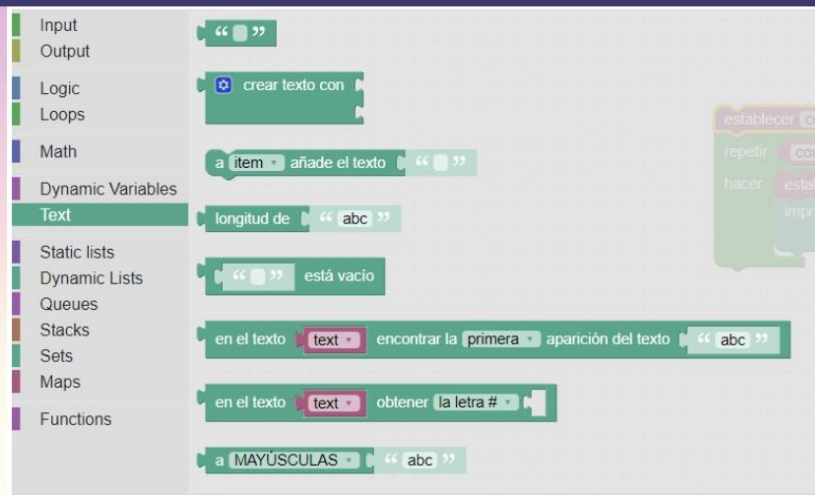 Input
Output
Logic
Loops
Math
Dynamic Variables
Text
Static lists
Dynamic Lists
Queues
Stacks
Sets
Maps
Functions
“ ”
crear texto con
a item añade el texto “ ”
longitud de “ abc ”
“ ” está vacío
en el texto text encontrar la primera aparición del texto “ abc ”
en el texto text obtener la letra #
a MAYÚSCULAS “ abc ”
establecer
repetir
hacer